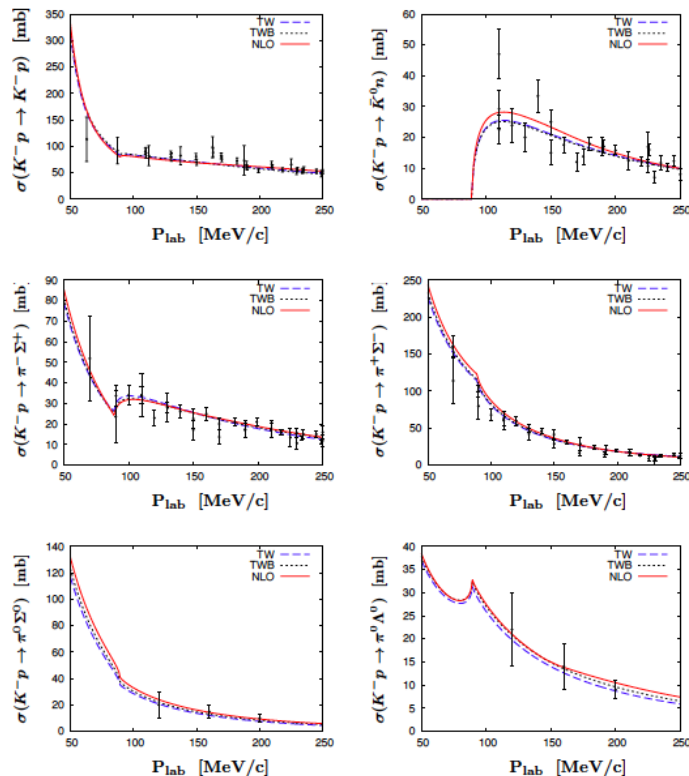 σ(K⁻p → K⁻p) [mb]
350
300
250
200
150
100
50
0
TW
TWB
NLO
50 100 150 200 250
P_lab [MeV/c]
σ(K⁻p → K̄⁰n) [mb]
60
50
40
30
20
10
0
TW
TWB
NLO
50 100 150 200 250
P_lab [MeV/c]
σ(K⁻p → π⁻Σ⁺) [mb]
90
80
70
60
50
40
30
20
10
0
TW
TWB
NLO
50 100 150 200 250
P_lab [MeV/c]
σ(K⁻p → π⁺Σ⁻) [mb]
250
200
150
100
50
0
TW
TWB
NLO
50 100 150 200 250
P_lab [MeV/c]
σ(K⁻p → π⁰Σ⁰) [mb]
140
120
100
80
60
40
20
0
TW
TWB
NLO
50 100 150 200 250
P_lab [MeV/c]
σ(K⁻p → π⁰Λ⁰) [mb]
40
35
30
25
20
15
10
5
0
TW
TWB
NLO
50 100 150 200 250
P_lab [MeV/c]